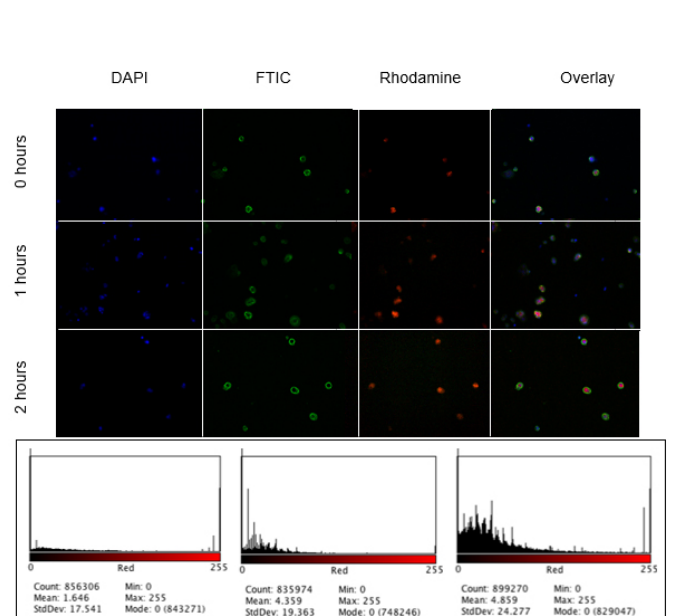 DAPI FTIC Rhodamine Overlay
0 hours
1 hours
2 hours
0 Red 255
Count: 856306 Min: 0
Mean: 1.646 Max: 255
StdDev: 17.541 Mode: 0 (843271)
0 Red 255
Count: 835974 Min: 0
Mean: 4.359 Max: 255
StdDev: 19.363 Mode: 0 (748246)
0 Red 255
Count: 899270 Min: 0
Mean: 4.859 Max: 255
StdDev: 24.277 Mode: 0 (829047)